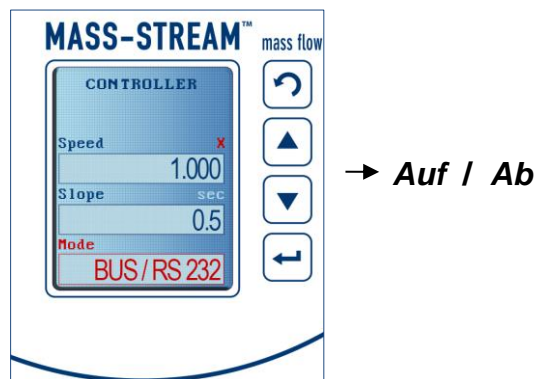 MASS-STREAM™ mass flow
CONTROLLER
Speed x
1.000
Slope sec
0.5
Mode
BUS / RS 232
Auf / Ab